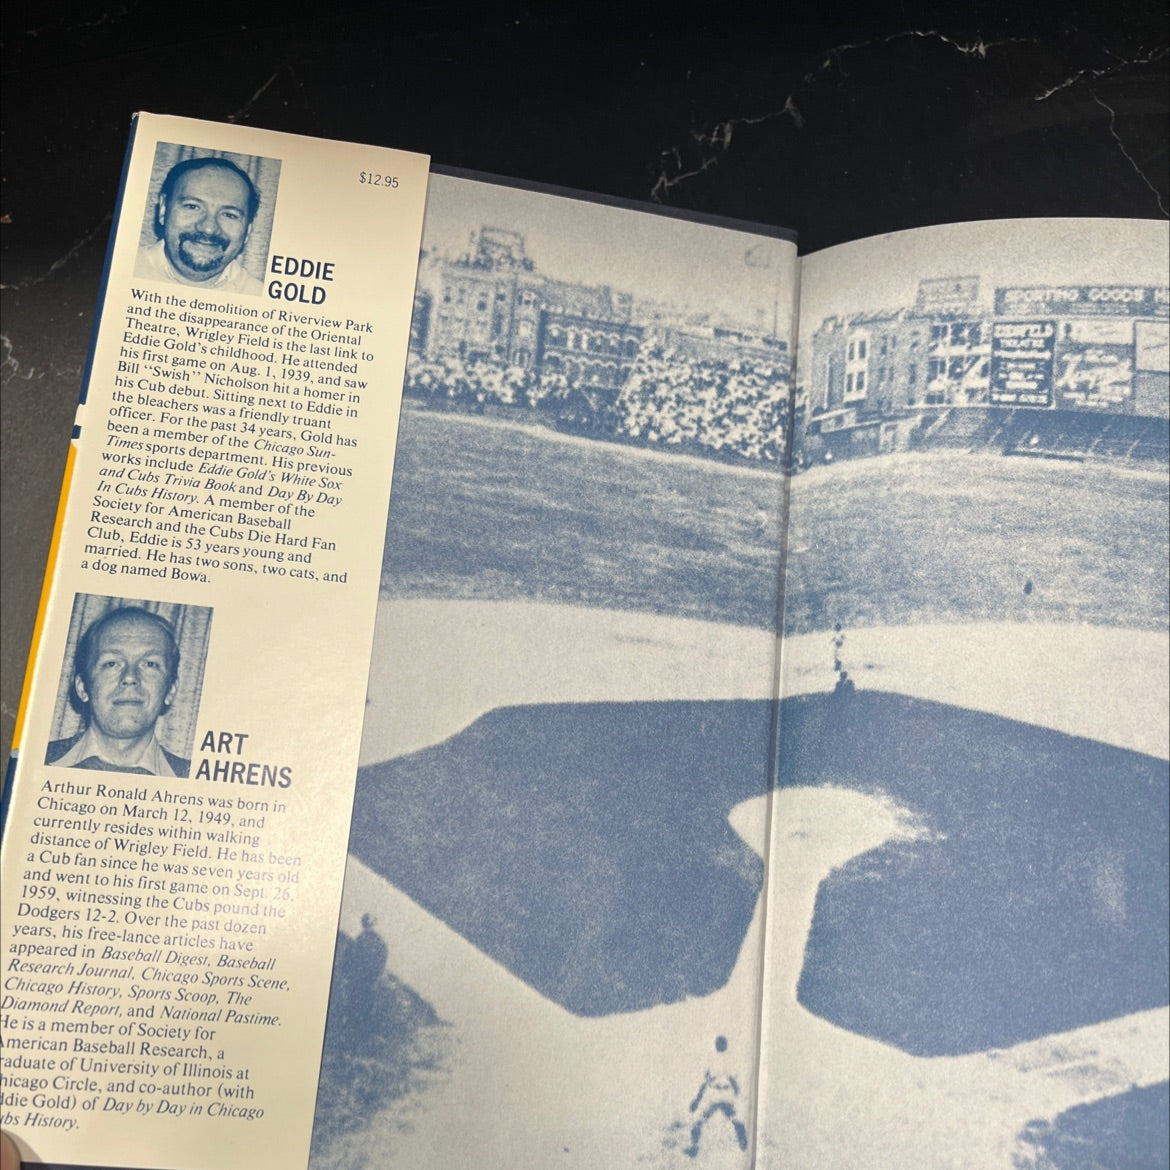 $12.95
EDDIE
GOLD
With the demolition of Riverview Park
and the disappearance of the Oriental
Theatre, Wrigley Field is the last link to
Eddie Gold's childhood. He attended
his first game on Aug. 1, 1939, and saw
Bill "Swish" Nicholson hit a homer in
his Cub debut. Sitting next to Eddie in
the bleachers was a friendly truant
officer. For the past 34 years, Gold has
been a member of the Chicago Sun-
Times sports department. His previous
works include Eddie Gold's White Sox
and Cubs Trivia Book and Day By Day
In Cubs History. A member of the
Society for American Baseball
Research and the Cubs Die Hard Fan
Club, Eddie is 53 years young and
married. He has two sons, two cats, and
a dog named Bowa.
ART
AHRENS
Arthur Ronald Ahrens was born in
Chicago on March 12, 1949, and
currently resides within walking
distance of Wrigley Field. He has been
a Cub fan since he was seven years old
and went to his first game on Sept. 26,
1959, witnessing the Cubs pound the
Dodgers 12-2. Over the past dozen
years, his free-lance articles have
appeared in Baseball Digest, Baseball
Research Journal, Chicago Sports Scene,
Chicago History, Sports Scoop, The
Diamond Report, and National Pastime.
He is a member of Society for
American Baseball Research, a
raduate of University of Illinois at
hicago Circle, and co-author (with
ddie Gold) of Day by Day in Chicago
ubs History.
SPORTING GOODS